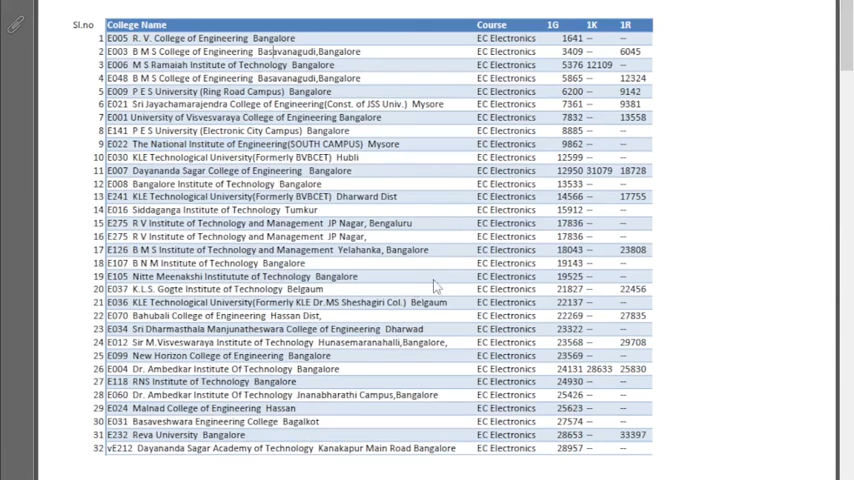 Sl.no College Name Course 1G 1K 1R
1 E005 R. V. College of Engineering Bangalore EC Electronics 1641 -- --
2 E003 B M S College of Engineering Basavanagudi,Bangalore EC Electronics 3409 -- 6045
3 E006 M S Ramaiah Institute of Technology Bangalore EC Electronics 5376 12109 --
4 E048 B M S College of Engineering Basavanagudi,Bangalore EC Electronics 5865 -- 12324
5 E009 P E S University (Ring Road Campus) Bangalore EC Electronics 6200 -- 9142
6 E021 Sri Jayachamarajendra College of Engineering(Const. of JSS Univ.) Mysore EC Electronics 7361 -- 9381
7 E001 University of Visvesvaraya College of Engineering Bangalore EC Electronics 7832 -- 13558
8 E141 P E S University (Electronic City Campus) Bangalore EC Electronics 8885 -- --
9 E022 The National Institute of Engineering(SOUTH CAMPUS) Mysore EC Electronics 9862 -- --
10 E030 KLE Technological University(Formerly BVBCET) Hubli EC Electronics 12599 -- --
11 E007 Dayananda Sagar College of Engineering Bangalore EC Electronics 12950 31079 18728
12 E008 Bangalore Institute of Technology Bangalore EC Electronics 13533 -- --
13 E241 KLE Technological University(Formerly BVBCET) Dharward Dist EC Electronics 14566 -- 17755
14 E016 Siddaganga Institute of Technology Tumkur EC Electronics 15912 -- --
15 E275 R V Institute of Technology and Management JP Nagar, Bengaluru EC Electronics 17836 -- --
16 E275 R V Institute of Technology and Management JP Nagar, EC Electronics 17836 -- --
17 E126 B M S Institute of Technology and Management Yelahanka, Bangalore EC Electronics 18043 -- 23808
18 E107 B N M Institute of Technology Bangalore EC Electronics 19143 -- --
19 E105 Nitte Meenakshi Institutute of Technology Bangalore EC Electronics 19525 -- --
20 E037 K.L.S. Gogte Institute of Technology Belgaum EC Electronics 21827 -- 22456
21 E036 KLE Technological University(Formerly KLE Dr.MS Sheshagiri Col.) Belgaum EC Electronics 22137 -- --
22 E070 Bahubali College of Engineering Hassan Dist, EC Electronics 22269 -- 27835
23 E034 Sri Dharmasthala Manjunatheswara College of Engineering Dharwad EC Electronics 23322 -- --
24 E012 Sir M.Visveswaraya Institute of Technology Hunasemaranahalli,Bangalore, EC Electronics 23568 -- 29708
25 E099 New Horizon College of Engineering Bangalore EC Electronics 23569 -- --
26 E004 Dr. Ambedkar Institute Of Technology Bangalore EC Electronics 24131 28633 25830
27 E118 RNS Institute of Technology Bangalore EC Electronics 24930 -- --
28 E060 Dr. Ambedkar Institute Of Technology Jnanabharathi Campus,Bangalore EC Electronics 25426 -- --
29 E024 Malnad College of Engineering Hassan EC Electronics 25623 -- --
30 E031 Basaveshwara Engineering College Bagalkot EC Electronics 27574 -- --
31 E232 Reva University Bangalore EC Electronics 28653 -- 33397
32 vE212 Dayananda Sagar Academy of Technology Kanakapur Main Road Bangalore EC Electronics 28957 -- --